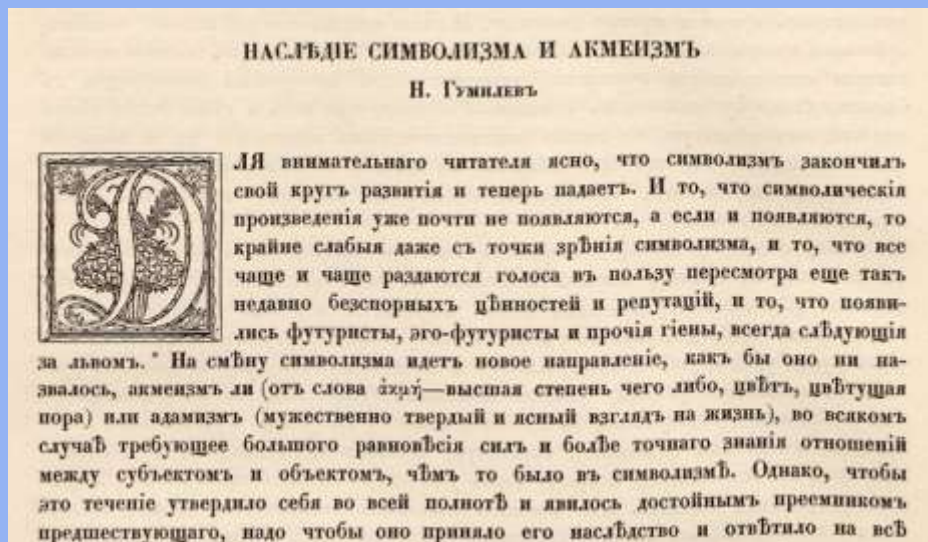 НАСЛѢДІЕ СИМВОЛИЗМА И АКМЕИЗМЪ
Н. Гумилевъ
ДЛЯ внимательнаго читателя ясно, что символизмъ закончилъ
свой кругъ развитія и теперь падаетъ. И то, что символическія
произведенія уже почти не появляются, а если и появляются, то
крайне слабыя даже съ точки зрѣнія символизма, и то, что все
чаще и чаще раздаются голоса въ пользу пересмотра еще такъ
недавно безспорныхъ цѣнностей и репутацій, и то, что появи-
лись футуристы, эго-футуристы и прочія гіены, всегда слѣдующія
за львомъ. * На смѣну символизма идетъ новое направленіе, какъ бы оно ни на-
звалось, акмеизмъ ли (отъ слова ἀκμή—высшая степень чего либо, цвѣтъ, цвѣтущая
пора) или адамизмъ (мужественно твердый и ясный взглядъ на жизнь), во всякомъ
случаѣ требующее большого равновѣсія силъ и болѣе точнаго знанія отношеній
между субъектомъ и объектомъ, чѣмъ то было въ символизмѣ. Однако, чтобы
это теченіе утвердило себя во всей полнотѣ и явилось достойнымъ преемникомъ
предшествующаго, надо чтобы оно приняло его наслѣдство и отвѣтило на всѣ